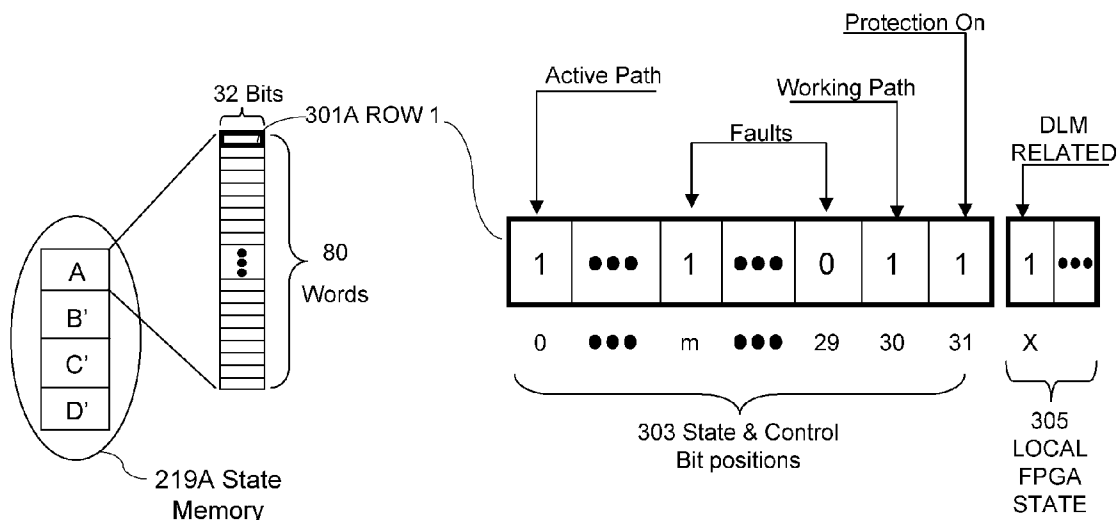 Protection On
Active Path
Working Path
32 Bits
301A ROW 1
Faults
DLM
RELATED
A
B'
C'
D'
80
Words
1 ●●● 1 ●●● 0 1 1
1 ●●●
0 ●●● m ●●● 29 30 31 X
303 State & Control
Bit positions
305
LOCAL
FPGA
STATE
219A State
Memory